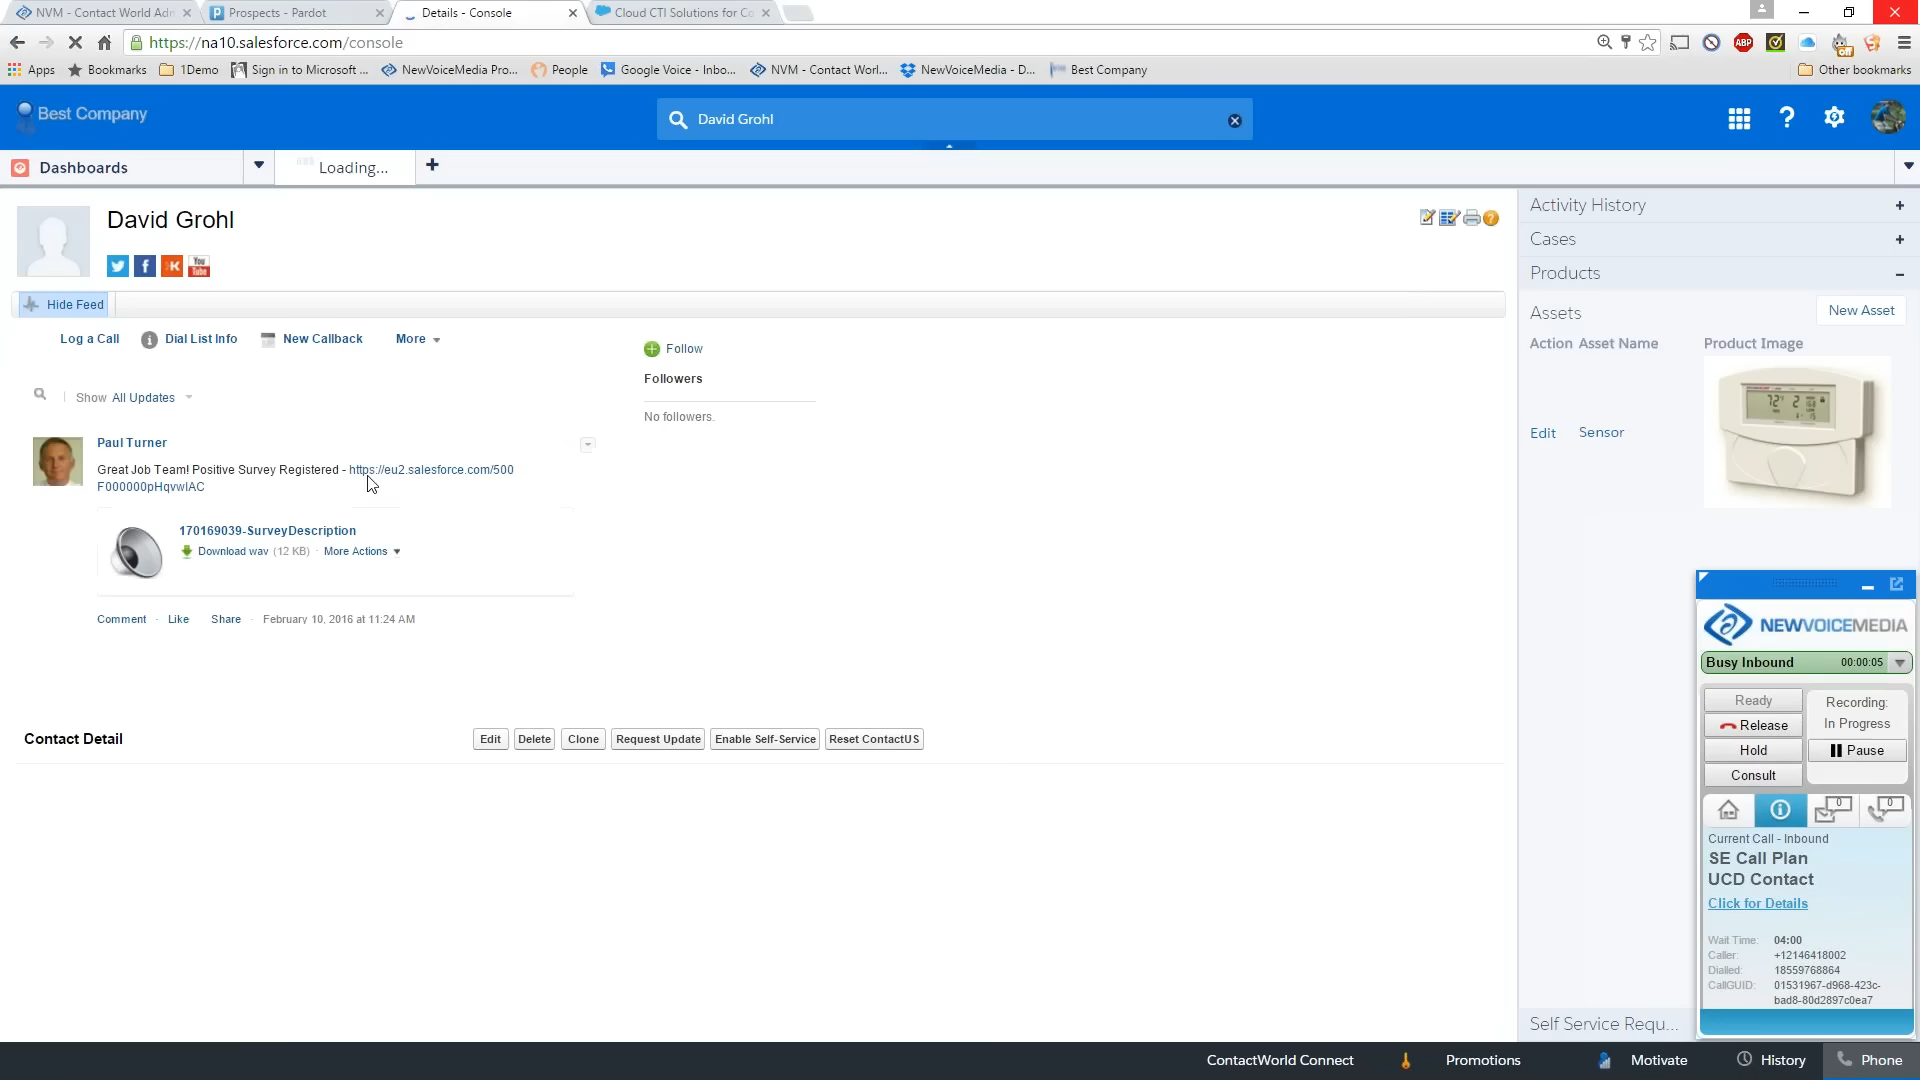 NVM - Contact World Adm
Prospects - Pardot
Details - Console
Cloud CTI Solutions for Co
https://na10.salesforce.com/console
Apps
Bookmarks
1Demo
Sign in to Microsoft ...
NewVoiceMedia Pro...
People
Google Voice - Inbo...
NVM - Contact Worl...
NewVoiceMedia - D...
Best Company
Other bookmarks
Best Company
David Grohl
Dashboards
Loading...
David Grohl
You
Tube
Hide Feed
Log a Call
Dial List Info
New Callback
More
Follow
Followers
No followers.
Show All Updates
Paul Turner
Great Job Team! Positive Survey Registered - https://eu2.salesforce.com/500
F000000pHqvwIAC
170169039-SurveyDescription
Download wav (12 KB) · More Actions
Comment · Like Share · February 10, 2016 at 11:24 AM
Contact Detail
Edit
Delete
Clone
Request Update
Enable Self-Service
Reset ContactUS
Activity History
Cases
Products
Assets
New Asset
Action Asset Name Product Image
Edit Sensor
NEWVOICEMEDIA
Busy Inbound 00:00:05
Ready
Release
Hold
Consult
Recording:
In Progress
Pause
0
0
Current Call - Inbound
SE Call Plan
UCD Contact
Click for Details
Wait Time: 04:00
Caller: +12146418002
Dialled: 18559768864
CallGUID: 01531967-d968-423c-
bad8-80d2897c0ea7
Self Service Requ...
ContactWorld Connect
Promotions
Motivate
History
Phone